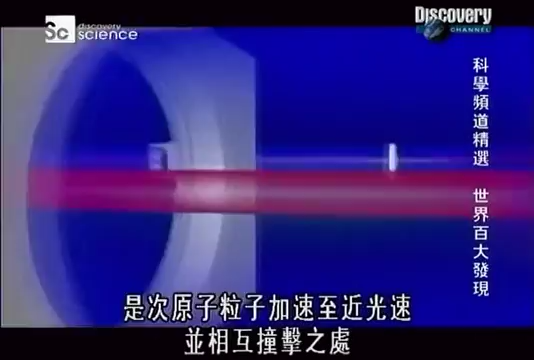 Sc discovery science
Discovery
CHANNEL
科學頻道精選 世界百大發現
是次原子粒子加速至近光速
並相互撞擊之處